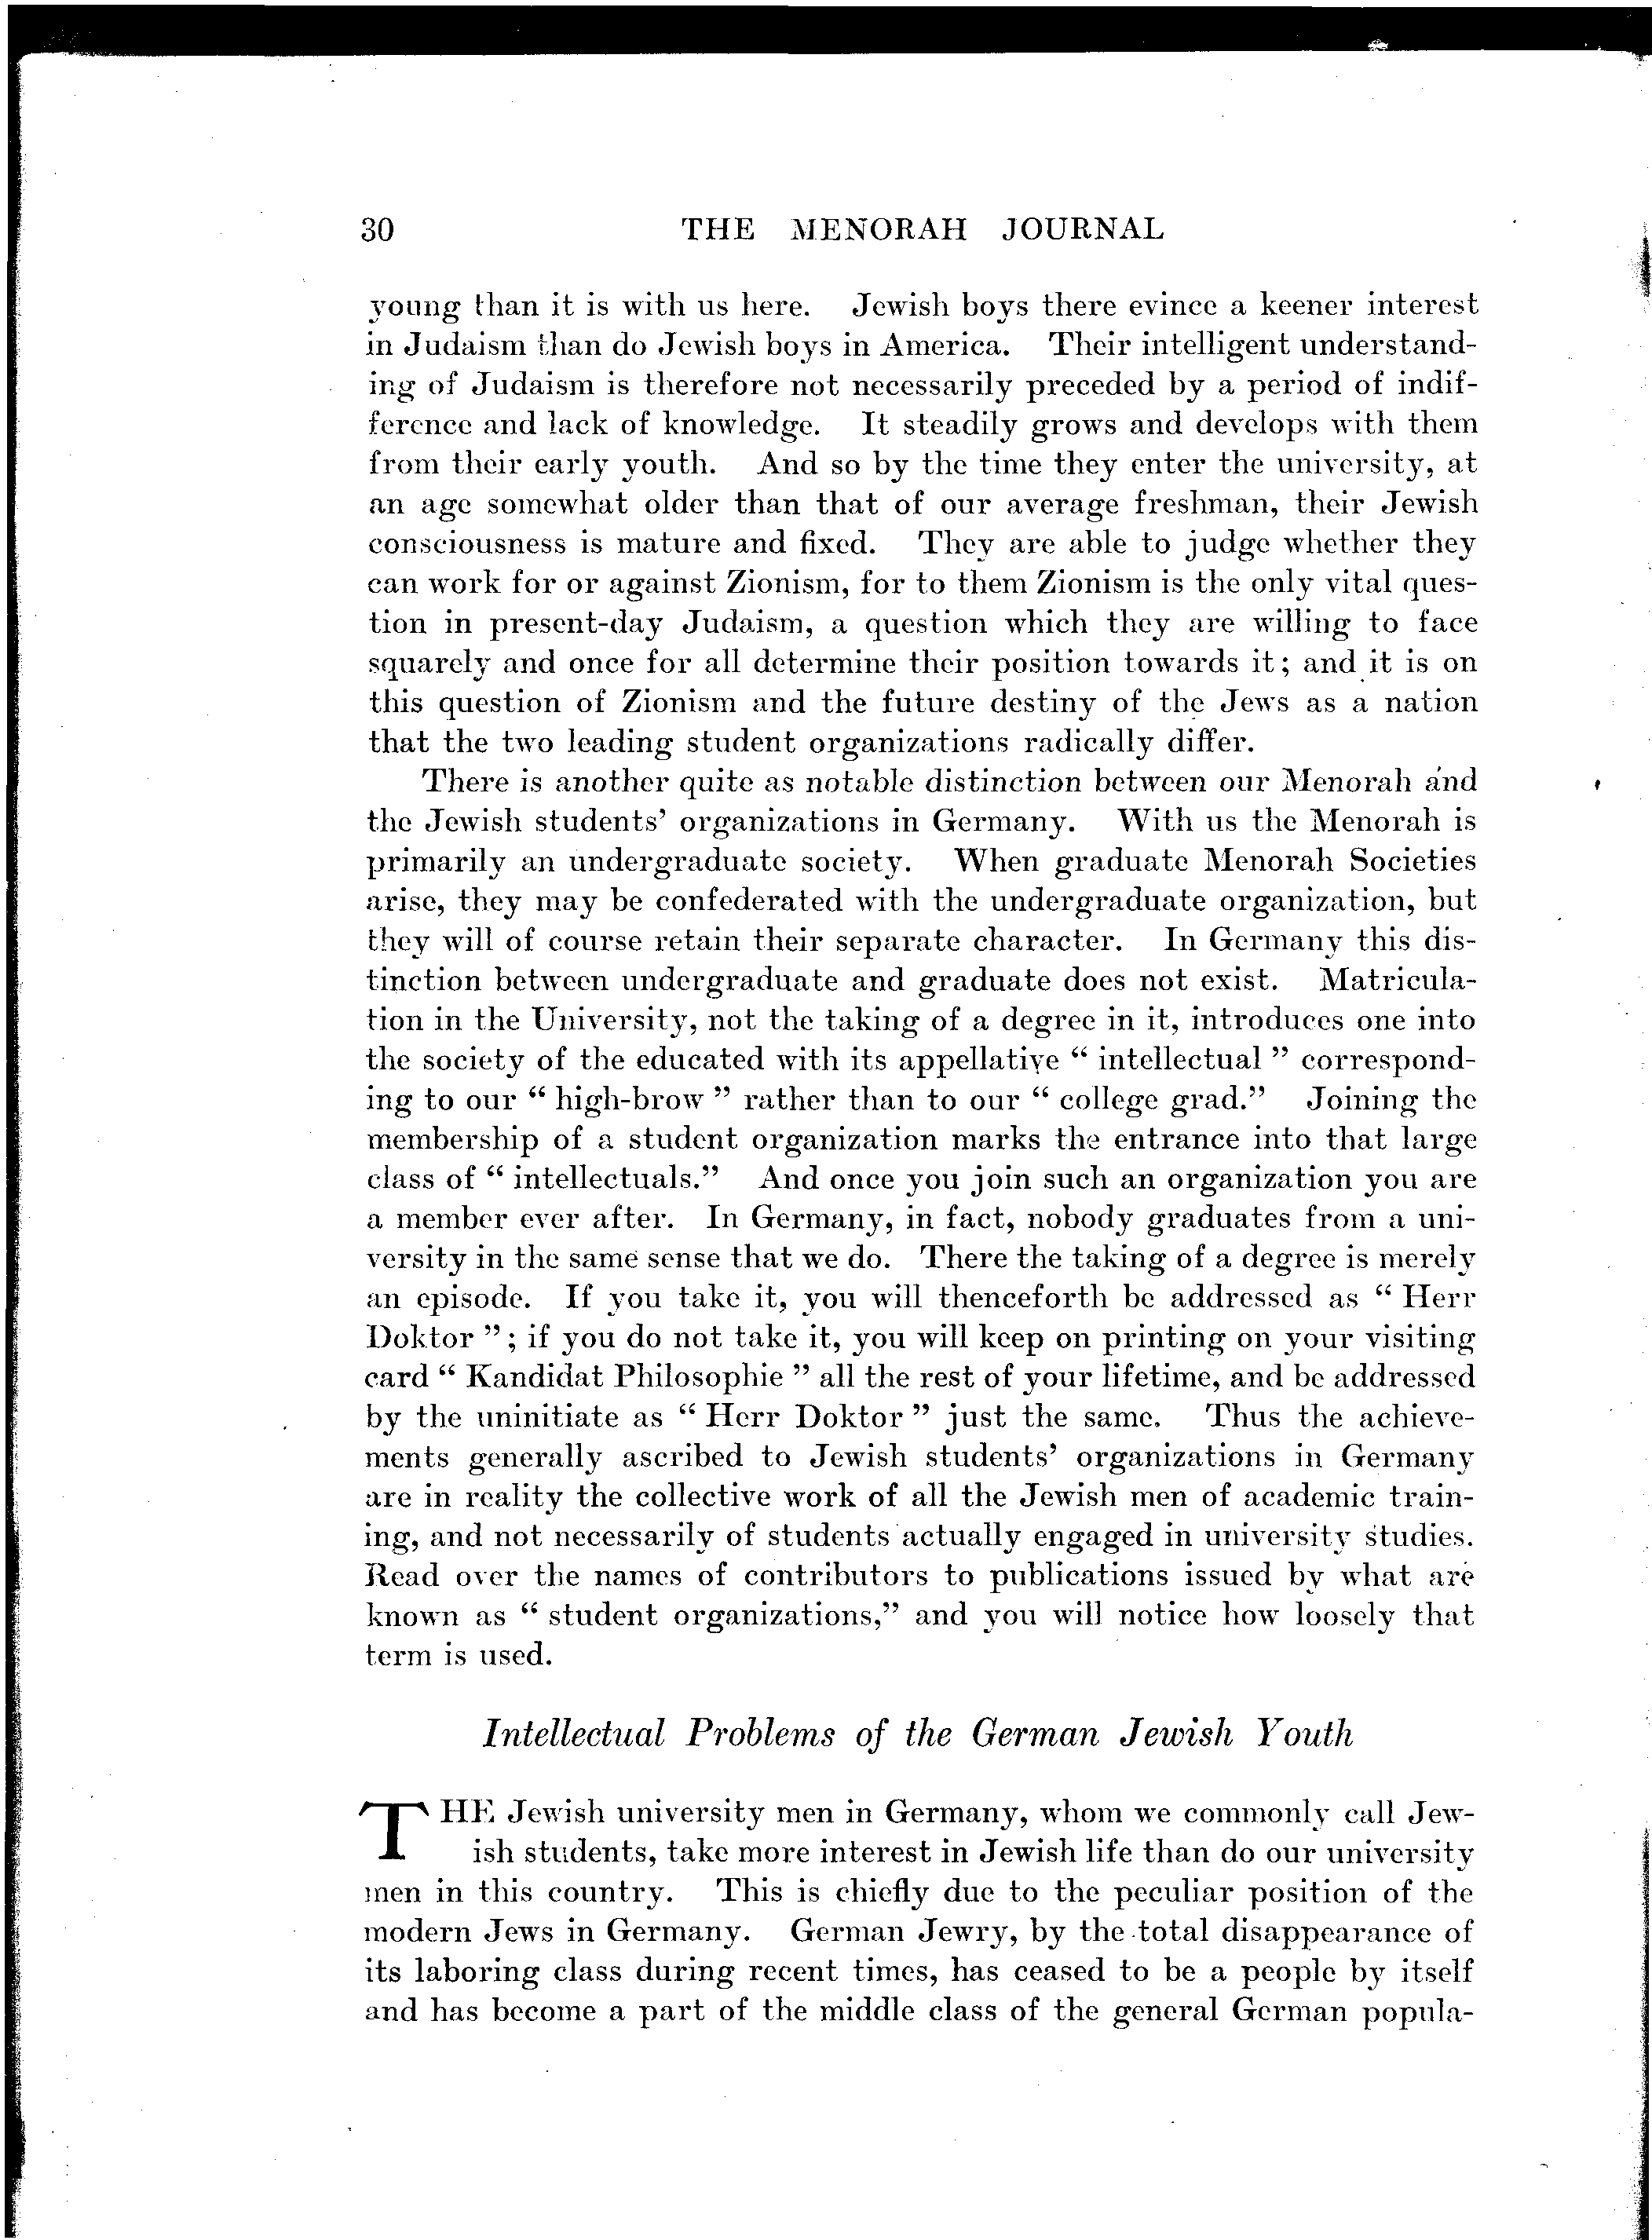 30 THE MENORAH JOURNAL
young than it is with us here. Jewish boys there evince a keener interest
in Judaism than do Jewish boys in America. Their intelligent understand-
ing of Judaism is therefore not necessarily preceded by a period of indif-
ference and lack of knowledge. It steadily grows and develops with them
from their early youth. And so by the time they enter the university, at
an age somewhat older than that of our average freshman, their Jewish
consciousness is mature and fixed. They are able to judge whether they
can work for or against Zionism, for to them Zionism is the only vital ques-
tion in present-day Judaism, a question which they are willing to face
squarely and once for all determine their position towards it; and it is on
this question of Zionism and the future destiny of the Jews as a nation
that the two leading student organizations radically differ.
There is another quite as notable distinction between our Menorah and
the Jewish students' organizations in Germany. With us the Menorah is
primarily an undergraduate society. When graduate Menorah Societies
arise, they may be confederated with the undergraduate organization, but
they will of course retain their separate character. In Germany this dis-
tinction between undergraduate and graduate does not exist. Matricula-
tion in the University, not the taking of a degree in it, introduces one into
the society of the educated with its appellative “ intellectual ” correspond-
ing to our “ high-brow ” rather than to our “ college grad.” Joining the
membership of a student organization marks the entrance into that large
class of “ intellectuals.” And once you join such an organization you are
a member ever after. In Germany, in fact, nobody graduates from a uni-
versity in the same sense that we do. There the taking of a degree is merely
an episode. If you take it, you will thenceforth be addressed as “ Herr
Doktor ”; if you do not take it, you will keep on printing on your visiting
card “ Kandidat Philosophie ” all the rest of your lifetime, and be addressed
by the uninitiate as “ Herr Doktor ” just the same. Thus the achieve-
ments generally ascribed to Jewish students' organizations in Germany
are in reality the collective work of all the Jewish men of academic train-
ing, and not necessarily of students actually engaged in university studies.
Read over the names of contributors to publications issued by what are
known as “ student organizations,” and you will notice how loosely that
term is used.
Intellectual Problems of the German Jewish Youth
THE Jewish university men in Germany, whom we commonly call Jew-
ish students, take more interest in Jewish life than do our university
men in this country. This is chiefly due to the peculiar position of the
modern Jews in Germany. German Jewry, by the total disappearance of
its laboring class during recent times, has ceased to be a people by itself
and has become a part of the middle class of the general German popula-